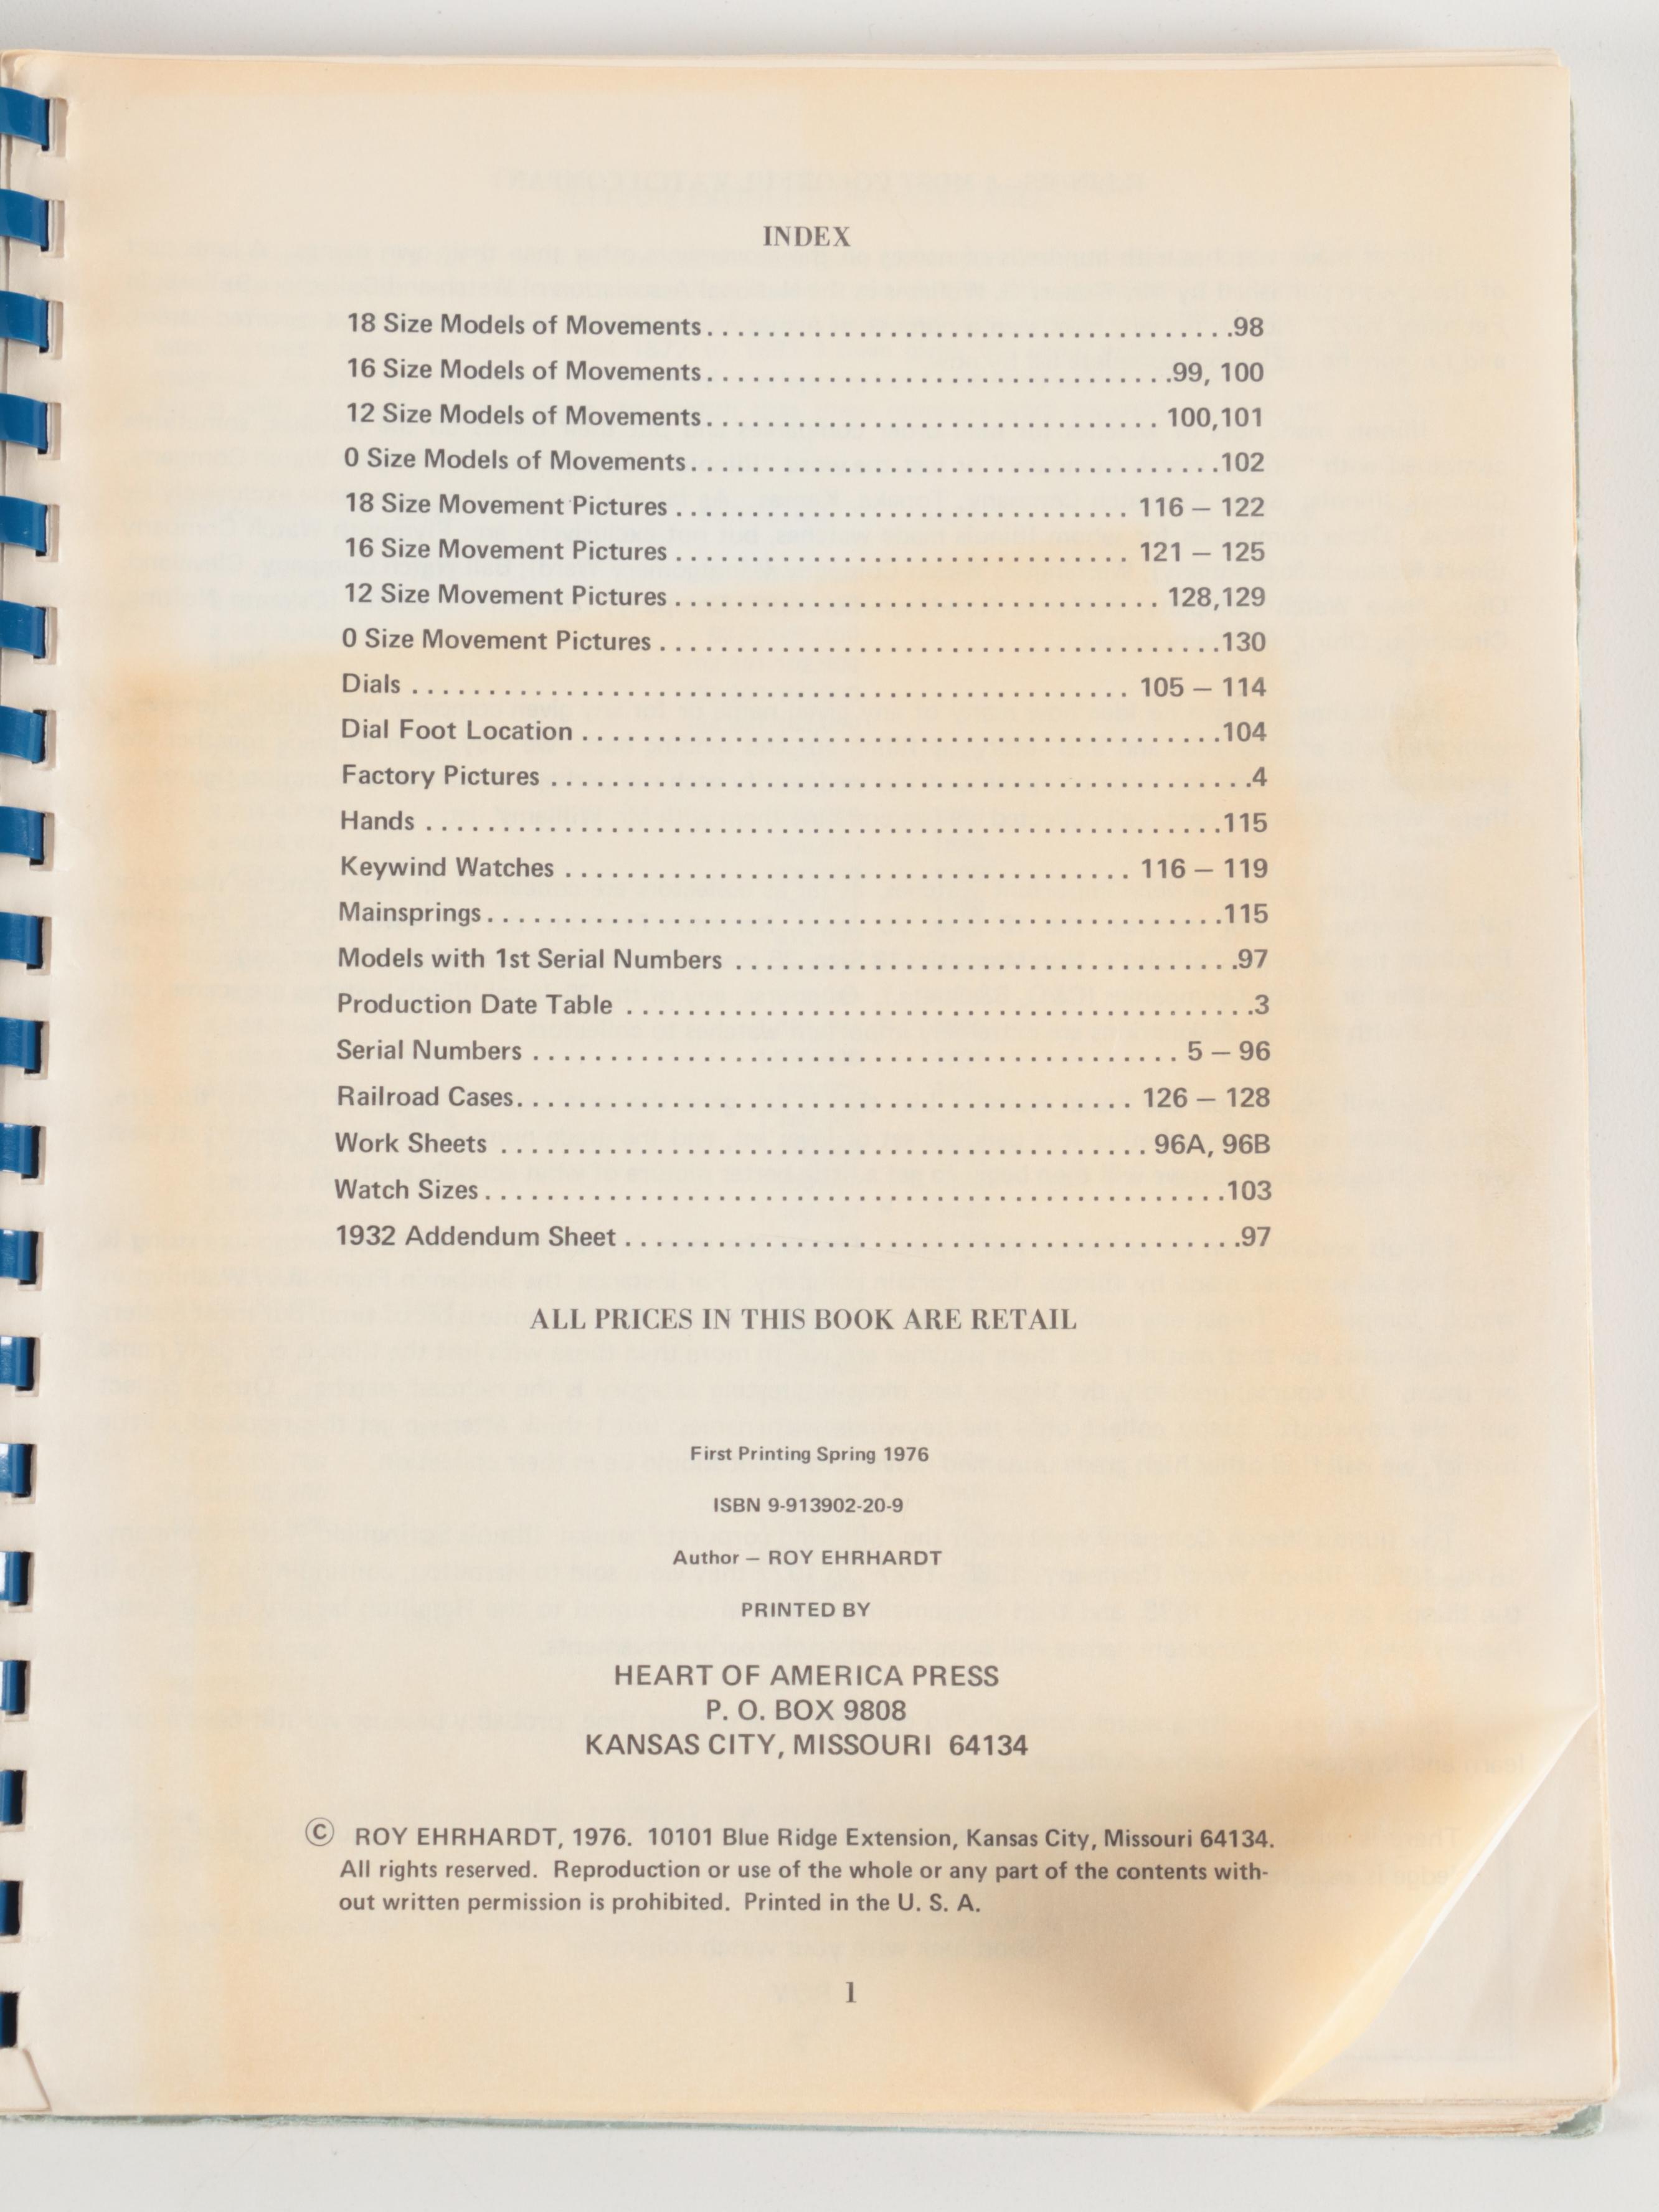 INDEX
18 Size Models of Movements. . . . . . . . . . . . . . . . . . . . . . . . . . . . . . . . . . .98
16 Size Models of Movements. . . . . . . . . . . . . . . . . . . . . . . . . . . . . . .99, 100
12 Size Models of Movements. . . . . . . . . . . . . . . . . . . . . . . . . . . . . . 100,101
0 Size Models of Movements. . . . . . . . . . . . . . . . . . . . . . . . . . . . . . . . . . .102
18 Size Movement Pictures . . . . . . . . . . . . . . . . . . . . . . . . . . . . . . 116 – 122
16 Size Movement Pictures . . . . . . . . . . . . . . . . . . . . . . . . . . . . . . 121 – 125
12 Size Movement Pictures . . . . . . . . . . . . . . . . . . . . . . . . . . . . . . . . 128,129
0 Size Movement Pictures . . . . . . . . . . . . . . . . . . . . . . . . . . . . . . . . . . . . .130
Dials . . . . . . . . . . . . . . . . . . . . . . . . . . . . . . . . . . . . . . . . . . . . . . . . 105 – 114
Dial Foot Location . . . . . . . . . . . . . . . . . . . . . . . . . . . . . . . . . . . . . . . . . .104
Factory Pictures . . . . . . . . . . . . . . . . . . . . . . . . . . . . . . . . . . . . . . . . . . . . . .4
Hands . . . . . . . . . . . . . . . . . . . . . . . . . . . . . . . . . . . . . . . . . . . . . . . . . . . . .115
Keywind Watches . . . . . . . . . . . . . . . . . . . . . . . . . . . . . . . . . . . . . . 116 – 119
Mainsprings. . . . . . . . . . . . . . . . . . . . . . . . . . . . . . . . . . . . . . . . . . . . . . . . .115
Models with 1st Serial Numbers . . . . . . . . . . . . . . . . . . . . . . . . . . . . . . . . . .97
Production Date Table . . . . . . . . . . . . . . . . . . . . . . . . . . . . . . . . . . . . . . . . . .3
Serial Numbers . . . . . . . . . . . . . . . . . . . . . . . . . . . . . . . . . . . . . . . . . . . 5 – 96
Railroad Cases. . . . . . . . . . . . . . . . . . . . . . . . . . . . . . . . . . . . . . . . . 126 – 128
Work Sheets . . . . . . . . . . . . . . . . . . . . . . . . . . . . . . . . . . . . . . . . . . . 96A, 96B
Watch Sizes. . . . . . . . . . . . . . . . . . . . . . . . . . . . . . . . . . . . . . . . . . . . . . . . .103
1932 Addendum Sheet . . . . . . . . . . . . . . . . . . . . . . . . . . . . . . . . . . . . . . . . .97
ALL PRICES IN THIS BOOK ARE RETAIL
First Printing Spring 1976
ISBN 9-913902-20-9
Author – ROY EHRHARDT
PRINTED BY
HEART OF AMERICA PRESS
P. O. BOX 9808
KANSAS CITY, MISSOURI 64134
© ROY EHRHARDT, 1976. 10101 Blue Ridge Extension, Kansas City, Missouri 64134.
All rights reserved. Reproduction or use of the whole or any part of the contents with-
out written permission is prohibited. Printed in the U. S. A.
1